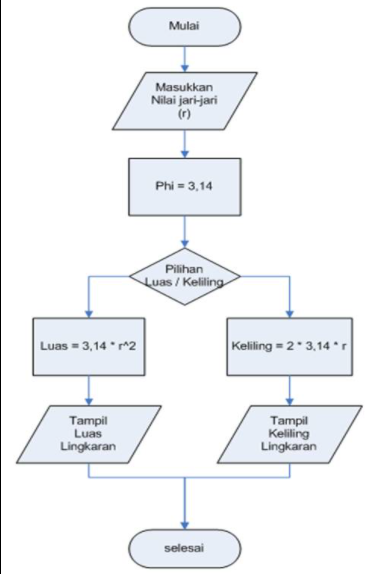 Mulai
Masukkan
Nilai jari-jari
(r)
Phi = 3,14
Pilihan
Luas / Keliling
Luas = 3,14 * r^2
Keliling = 2 * 3,14 * r
Tampil
Luas
Lingkaran
Tampil
Keliling
Lingkaran
selesai